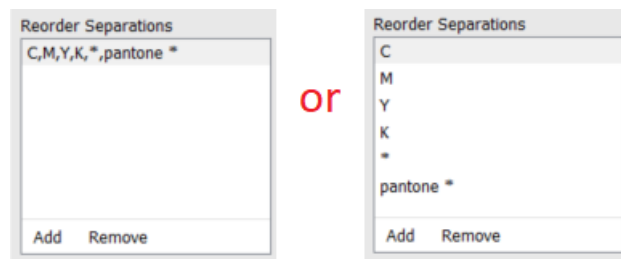 Reorder Separations
C,M,Y,K,*,pantone *
Add Remove
or
Reorder Separations
C
M
Y
K
*
pantone *
Add Remove